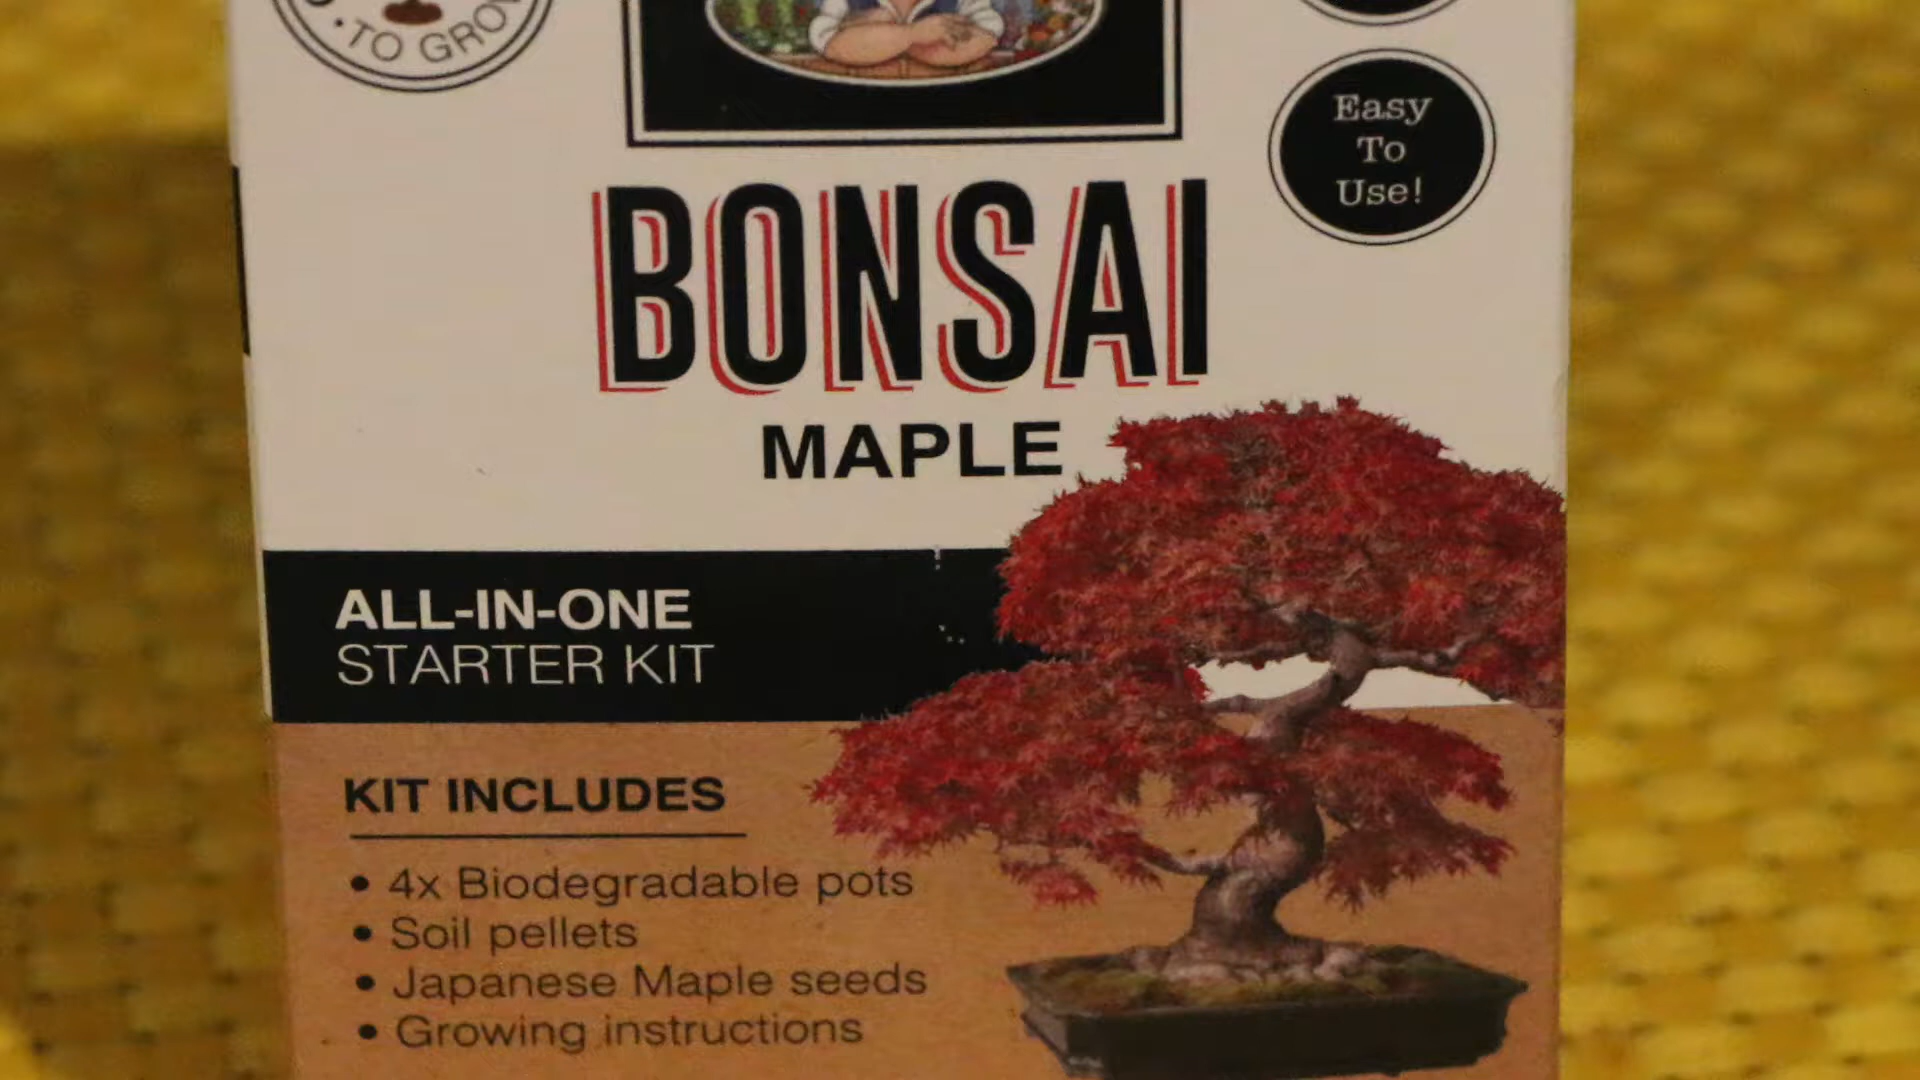 · TO GROW
Easy
To
Use!
BONSAI
MAPLE
ALL-IN-ONE
STARTER KIT
KIT INCLUDES
• 4x Biodegradable pots
• Soil pellets
• Japanese Maple seeds
• Growing instructions